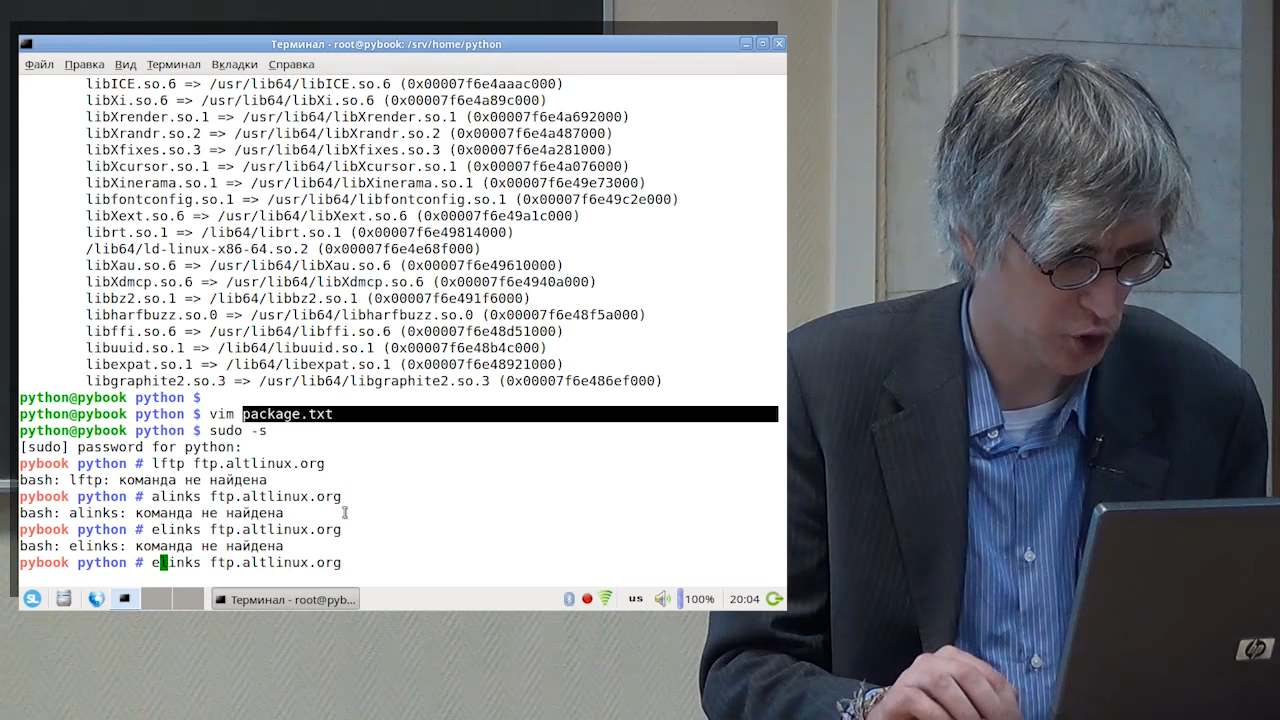 Терминал - root@pybook: /srv/home/python
Файл Правка Вид Терминал Вкладки Справка
libICE.so.6 => /usr/lib64/libICE.so.6 (0x00007f6e4aaac000)
libXi.so.6 => /usr/lib64/libXi.so.6 (0x00007f6e4a89c000)
libXrender.so.1 => /usr/lib64/libXrender.so.1 (0x00007f6e4a692000)
libXrandr.so.2 => /usr/lib64/libXrandr.so.2 (0x00007f6e4a487000)
libXfixes.so.3 => /usr/lib64/libXfixes.so.3 (0x00007f6e4a281000)
libXcursor.so.1 => /usr/lib64/libXcursor.so.1 (0x00007f6e4a076000)
libXinerama.so.1 => /usr/lib64/libXinerama.so.1 (0x00007f6e49e73000)
libfontconfig.so.1 => /usr/lib64/libfontconfig.so.1 (0x00007f6e49c2e000)
libXext.so.6 => /usr/lib64/libXext.so.6 (0x00007f6e49a1c000)
librt.so.1 => /lib64/librt.so.1 (0x00007f6e49814000)
/lib64/ld-linux-x86-64.so.2 (0x00007f6e4e68f000)
libXau.so.6 => /usr/lib64/libXau.so.6 (0x00007f6e49610000)
libXdmcp.so.6 => /usr/lib64/libXdmcp.so.6 (0x00007f6e4940a000)
libbz2.so.1 => /lib64/libbz2.so.1 (0x00007f6e491f6000)
libharfbuzz.so.0 => /usr/lib64/libharfbuzz.so.0 (0x00007f6e48f5a000)
libffi.so.6 => /usr/lib64/libffi.so.6 (0x00007f6e48d51000)
libuuid.so.1 => /lib64/libuuid.so.1 (0x00007f6e48b4c000)
libexpat.so.1 => /lib64/libexpat.so.1 (0x00007f6e48921000)
libgraphite2.so.3 => /usr/lib64/libgraphite2.so.3 (0x00007f6e486ef000)
python@pybook python $
python@pybook python $ vim package.txt
python@pybook python $ sudo -s
[sudo] password for python:
pybook python # lftp ftp.altlinux.org
bash: lftp: команда не найдена
pybook python # alinks ftp.altlinux.org
bash: alinks: команда не найдена
pybook python # elinks ftp.altlinux.org
bash: elinks: команда не найдена
pybook python # elinks ftp.altlinux.org
SL Терминал - root@pyb... us 100% 20:04
hp